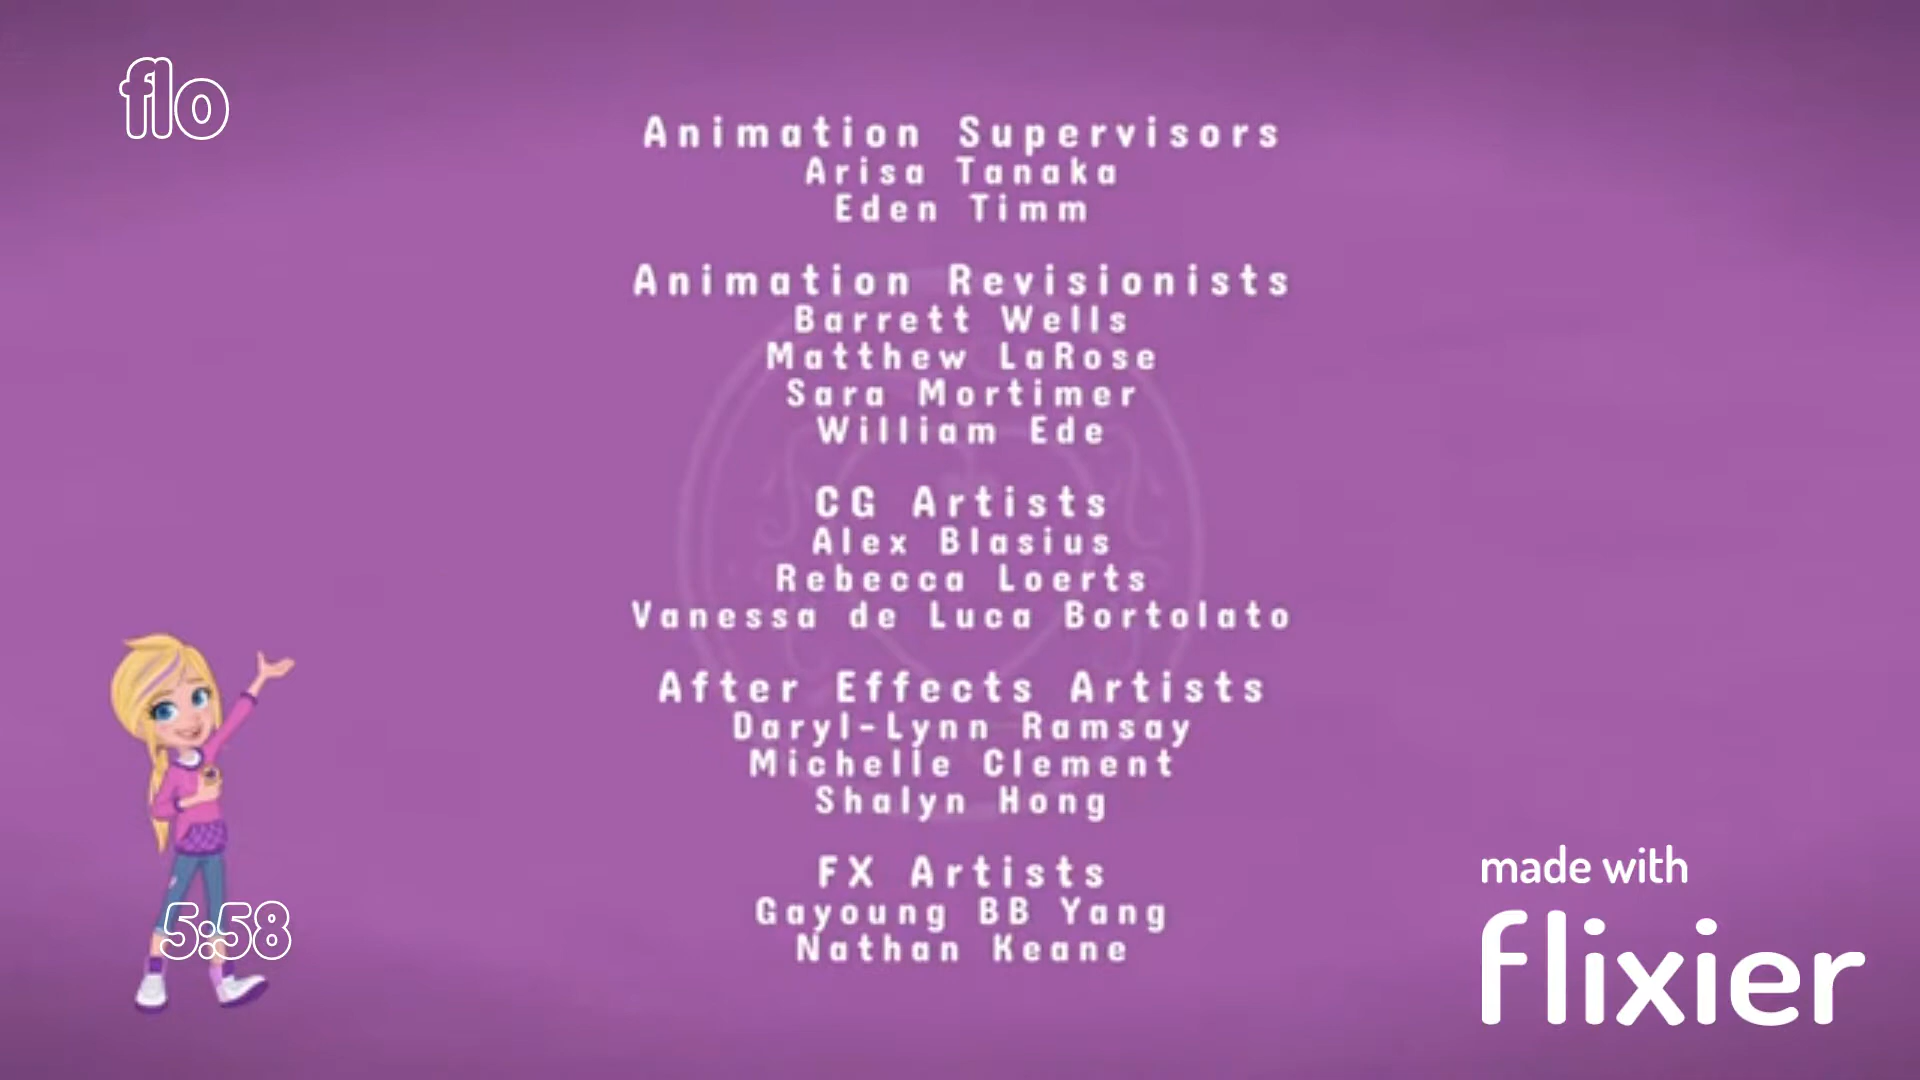 flo
Animation Supervisors
Arisa Tanaka
Eden Timm
Animation Revisionists
Barrett Wells
Matthew LaRose
Sara Mortimer
William Ede
CG Artists
Alex Blasius
Rebecca Loerts
Vanessa de Luca Bortolato
After Effects Artists
Daryl-Lynn Ramsay
Michelle Clement
Shalyn Hong
FX Artists
Gayoung BB Yang
Nathan Keane
5:58
made with
flixier